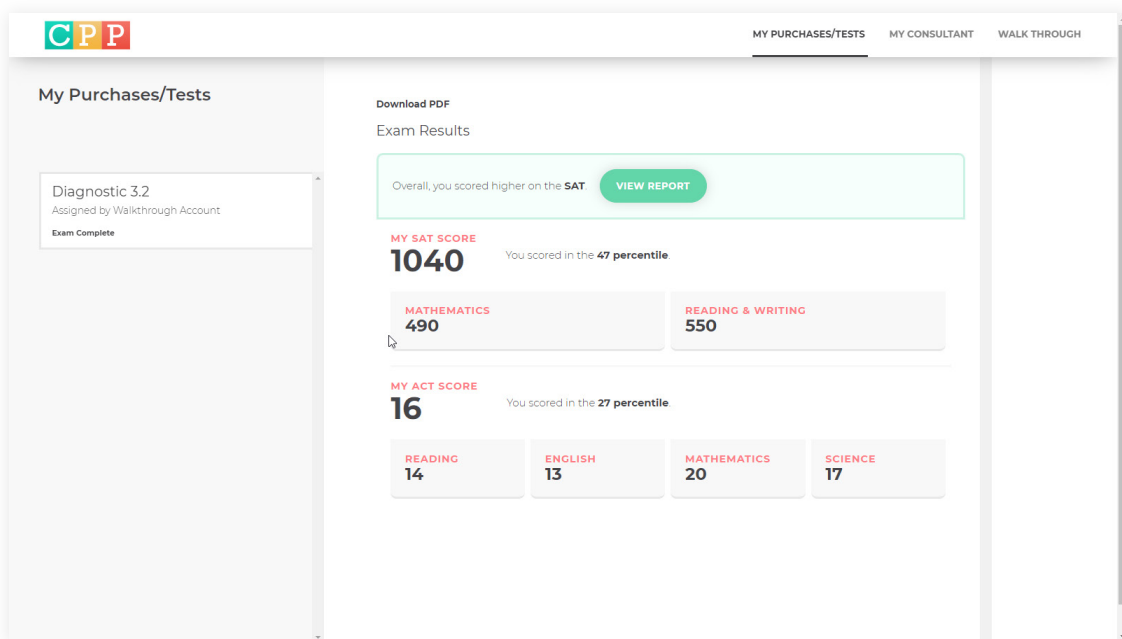 CPP
MY PURCHASES/TESTS MY CONSULTANT WALK THROUGH
My Purchases/Tests
Diagnostic 3.2
Assigned by Walkthrough Account
Exam Complete
Download PDF
Exam Results
Overall, you scored higher on the SAT. VIEW REPORT
MY SAT SCORE
1040 You scored in the 47 percentile.
MATHEMATICS READING & WRITING
490 550
MY ACT SCORE
16 You scored in the 27 percentile.
READING ENGLISH MATHEMATICS SCIENCE
14 13 20 17